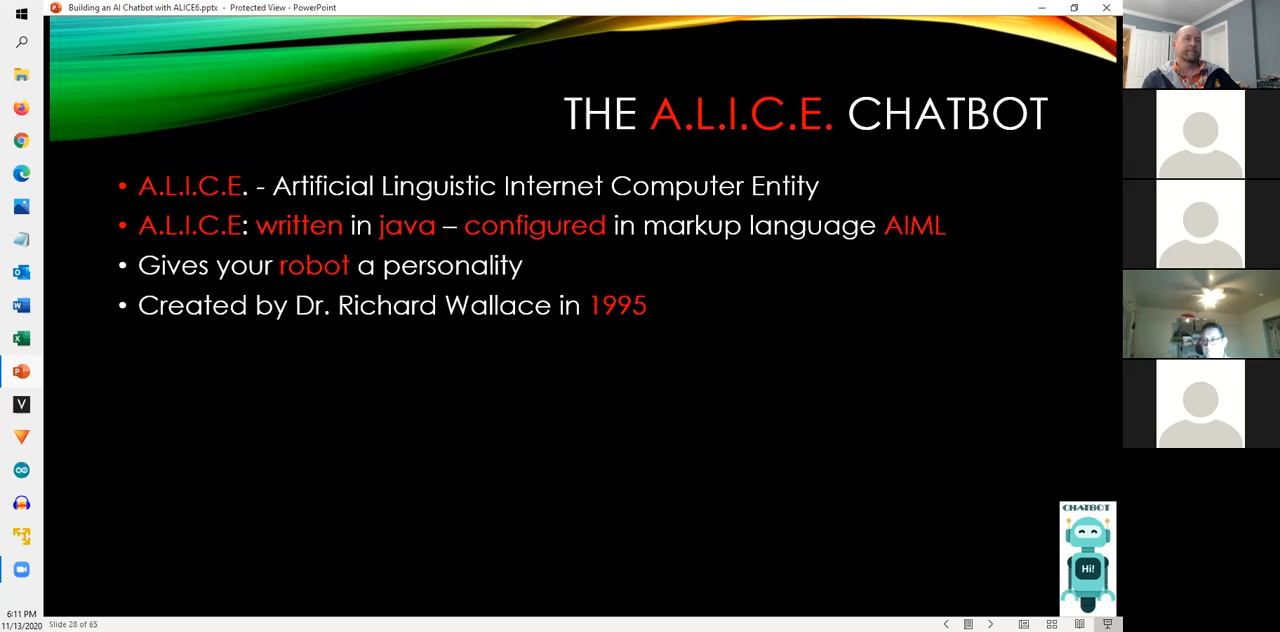 Building an AI Chatbot with ALICE6.pptx - Protected View - PowerPoint
THE A.L.I.C.E. CHATBOT
• A.L.I.C.E. - Artificial Linguistic Internet Computer Entity
• A.L.I.C.E: written in java – configured in markup language AIML
• Gives your robot a personality
• Created by Dr. Richard Wallace in 1995
CHATBOT
Hi!
6:11 PM
11/13/2020
Slide 28 of 65